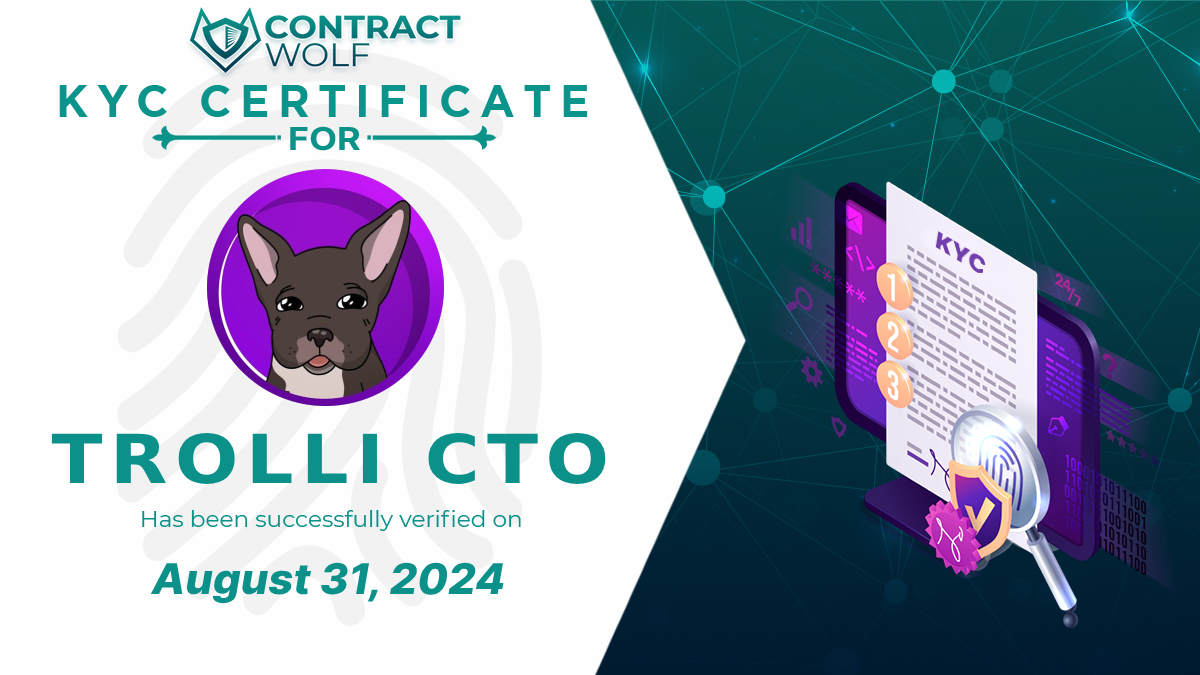 CONTRACT
WOLF
KYC CERTIFICATE
FOR
TROLLI CTO
Has been successfully verified on
August 31, 2024
KYC
1
2
3
</>
*****
24/7
?